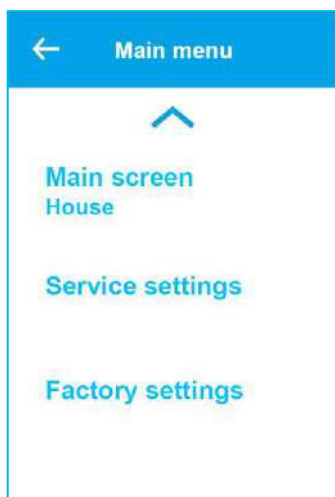 Main menu
Main screen
House
Service settings
Factory settings